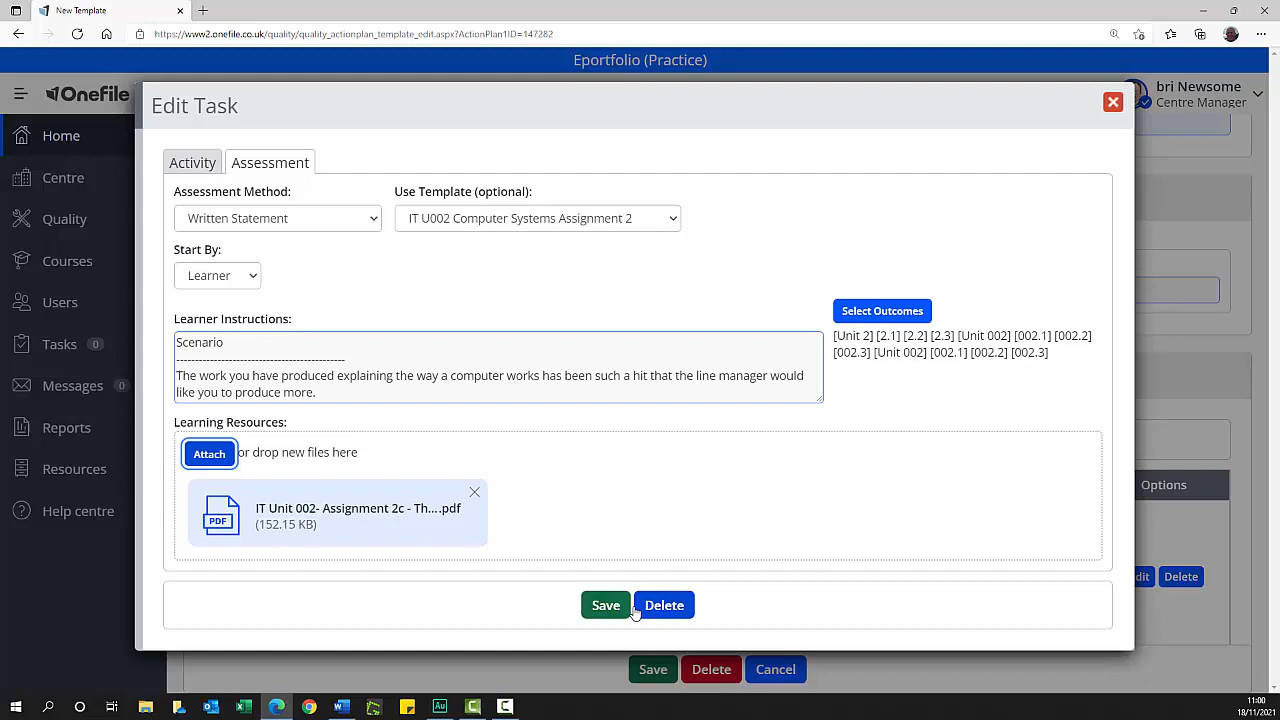 New Template
https://www2.onefile.co.uk/quality/quality_actionplan_template_edit.aspx?ActionPlan1ID=147282
Eportfolio (Practice)
Onefile
bri Newsome
Centre Manager
Home
Centre
Quality
Courses
Users
Tasks 0
Messages 0
Reports
Resources
Help centre
Edit Task
Activity
Assessment
Assessment Method:
Use Template (optional):
Written Statement
IT U002 Computer Systems Assignment 2
Start By:
Learner
Learner Instructions:
Select Outcomes
[Unit 2] [2.1] [2.2] [2.3] [Unit 002] [002.1] [002.2]
[002.3] [Unit 002] [002.1] [002.2] [002.3]
Scenario
--------------------------------------------
The work you have produced explaining the way a computer works has been such a hit that the line manager would
like you to produce more.
Learning Resources:
Attach or drop new files here
PDF
IT Unit 002- Assignment 2c - Th....pdf
(152.15 KB)
Save
Delete
Options
dit
Delete
Save
Delete
Cancel
Au
11:00
18/11/2021